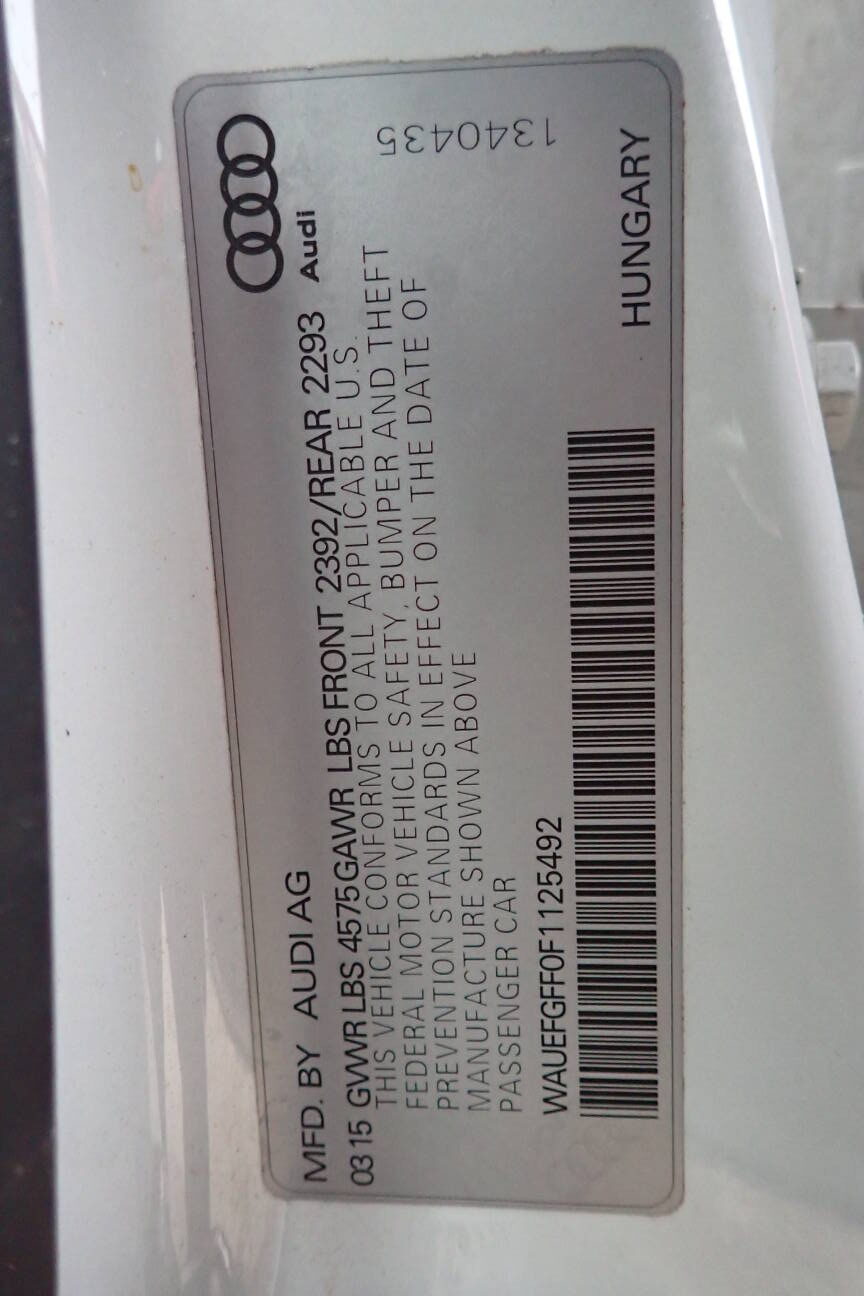 MFD. BY AUDI AG
Audi
03 15 GVWR LBS 4575 GAWR LBS FRONT 2392/REAR 2293
THIS VEHICLE CONFORMS TO ALL APPLICABLE U.S.
FEDERAL MOTOR VEHICLE SAFETY, BUMPER AND THEFT
PREVENTION STANDARDS IN EFFECT ON THE DATE OF
MANUFACTURE SHOWN ABOVE
PASSENGER CAR
1340435
WAUEFGFF0F1125492
HUNGARY